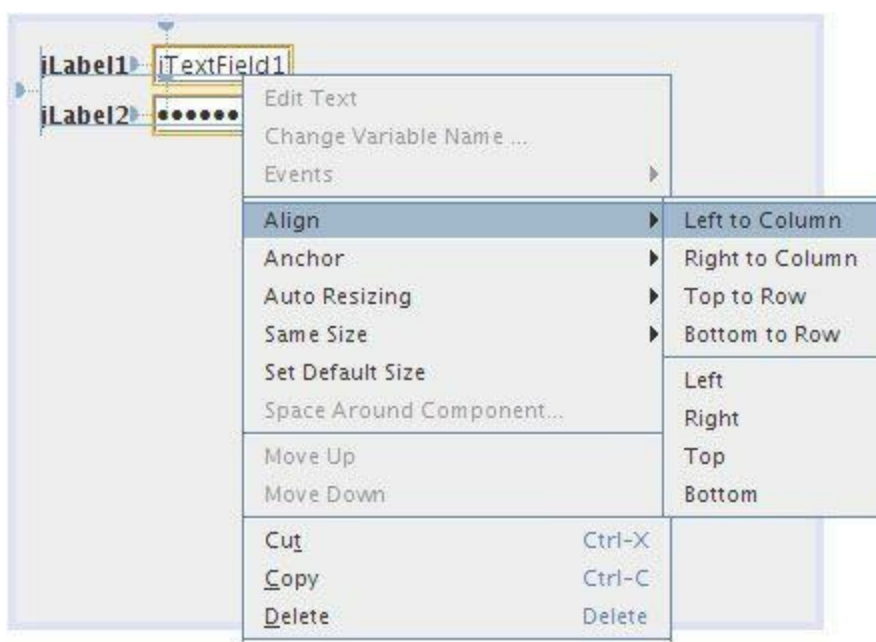 jLabel1 jTextField1
jLabel2 ••••••
Edit Text
Change Variable Name ...
Events
Align
Anchor
Auto Resizing
Same Size
Set Default Size
Space Around Component...
Move Up
Move Down
Cut Ctrl-X
Copy Ctrl-C
Delete Delete
Left to Column
Right to Column
Top to Row
Bottom to Row
Left
Right
Top
Bottom